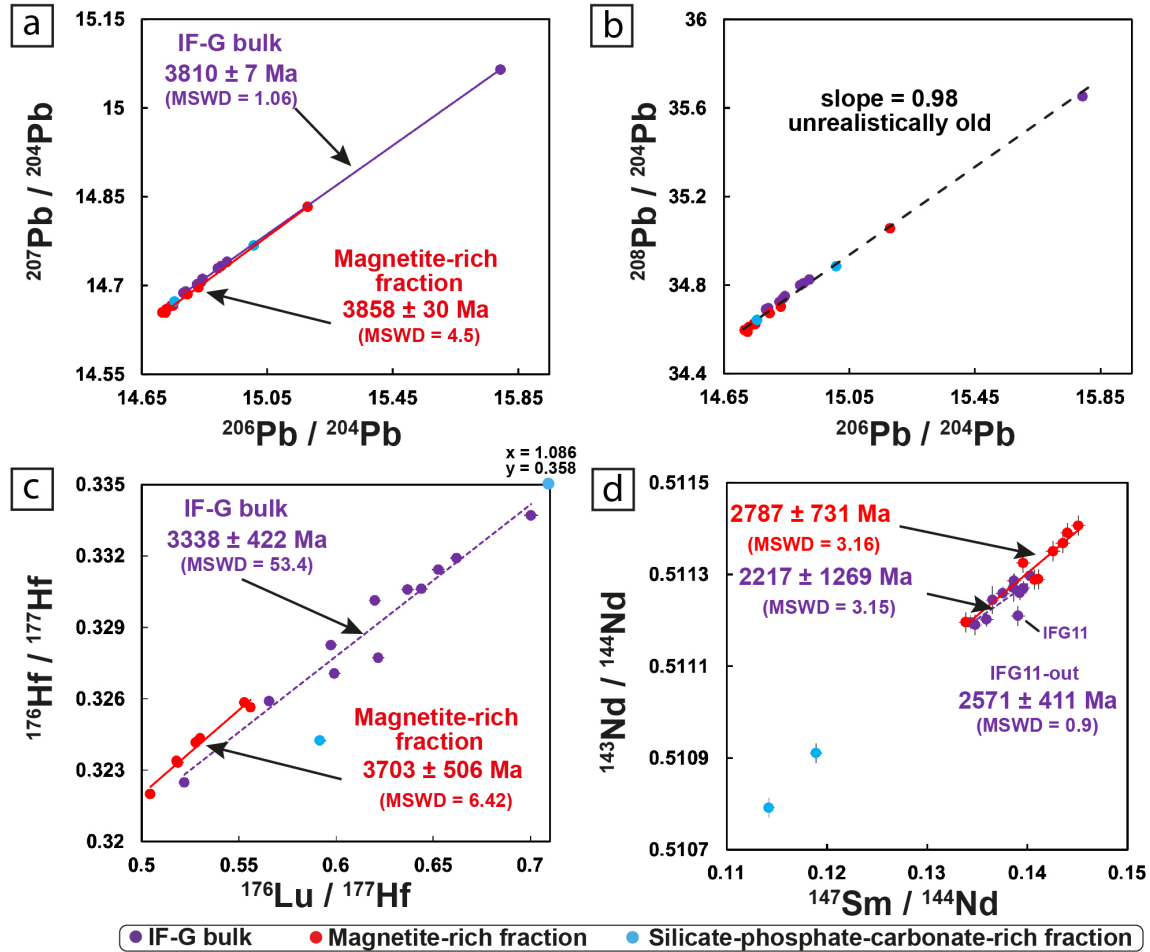 a
15.15
15
14.85
14.7
14.55
207Pb / 204Pb
IF-G bulk
3810 ± 7 Ma
(MSWD = 1.06)
Magnetite-rich
fraction
3858 ± 30 Ma
(MSWD = 4.5)
14.65
15.05
15.45
15.85
206Pb / 204Pb
b
36
35.6
35.2
34.8
34.4
208Pb / 204Pb
slope = 0.98
unrealistically old
14.65
15.05
15.45
15.85
206Pb / 204Pb
c
x = 1.086
y = 0.358
0.335
0.332
0.329
0.326
0.323
0.32
176Hf / 177Hf
IF-G bulk
3338 ± 422 Ma
(MSWD = 53.4)
Magnetite-rich
fraction
3703 ± 506 Ma
(MSWD = 6.42)
0.5
0.55
0.6
0.65
0.7
176Lu / 177Hf
d
0.5115
0.5113
0.5111
0.5109
0.5107
143Nd / 144Nd
2787 ± 731 Ma
(MSWD = 3.16)
2217 ± 1269 Ma
(MSWD = 3.15)
IFG11
IFG11-out
2571 ± 411 Ma
(MSWD = 0.9)
0.11
0.12
0.13
0.14
0.15
147Sm / 144Nd
IF-G bulk
Magnetite-rich fraction
Silicate-phosphate-carbonate-rich fraction